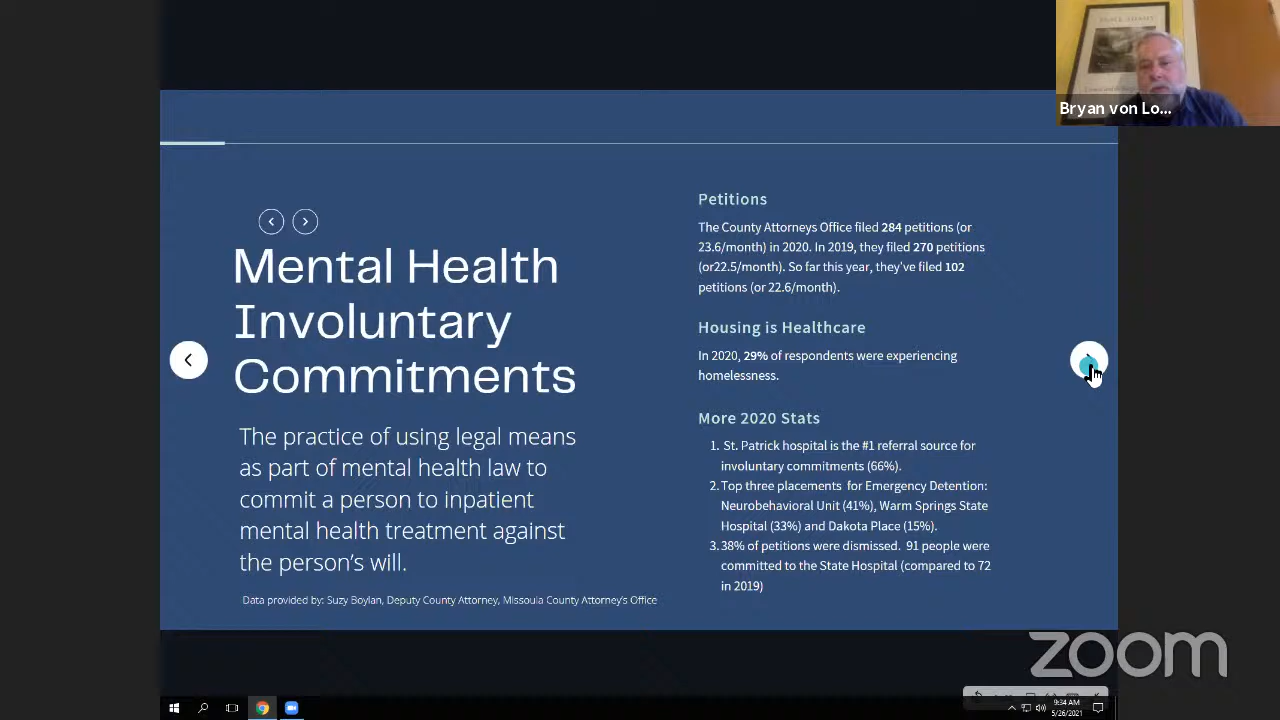 Bryan von Lo...
Petitions
The County Attorneys Office filed 284 petitions (or
23.6/month) in 2020. In 2019, they filed 270 petitions
(or22.5/month). So far this year, they've filed 102
petitions (or 22.6/month).
Mental Health
Involuntary
Commitments
Housing is Healthcare
In 2020, 29% of respondents were experiencing
homelessness.
The practice of using legal means
as part of mental health law to
commit a person to inpatient
mental health treatment against
the person's will.
More 2020 Stats
1. St. Patrick hospital is the #1 referral source for
involuntary commitments (66%).
2. Top three placements for Emergency Detention:
Neurobehavioral Unit (41%), Warm Springs State
Hospital (33%) and Dakota Place (15%).
3. 38% of petitions were dismissed. 91 people were
committed to the State Hospital (compared to 72
in 2019)
Data provided by: Suzy Boylan, Deputy County Attorney, Missoula County Attorney's Office
zoom
9:34 AM
5/26/2021